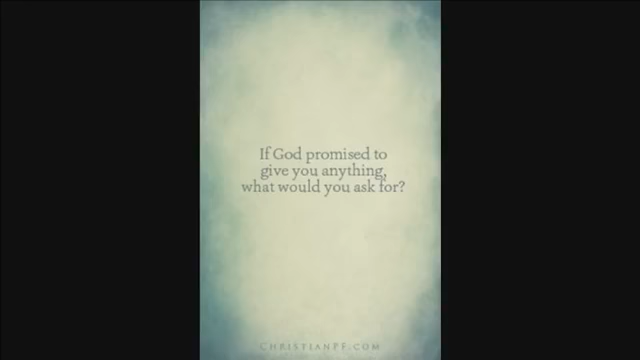 If God promised to
give you anything,
what would you ask for?
ChristianPF.com